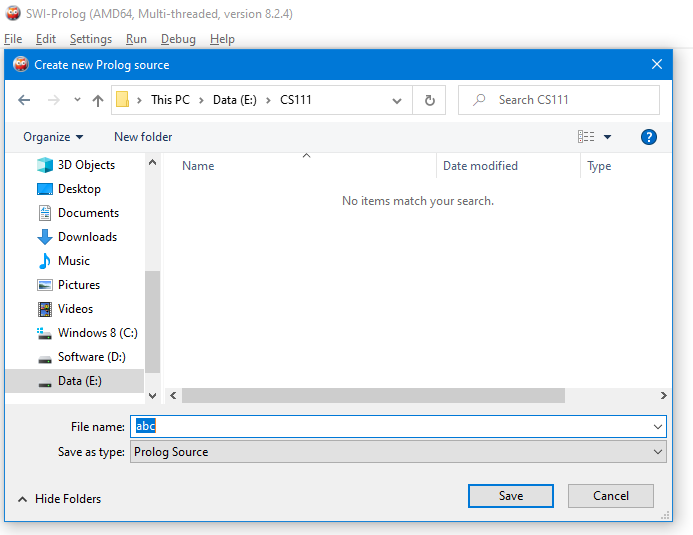 SWI-Prolog (AMD64, Multi-threaded, version 8.2.4)
File Edit Settings Run Debug Help
Create new Prolog source
This PC Data (E:) CS111 Search CS111
Organize New folder
Name Date modified Type
3D Objects
Desktop
Documents
Downloads
Music
Pictures
Videos
Windows 8 (C:)
Software (D:)
Data (E:)
No items match your search.
File name: abc
Save as type: Prolog Source
Hide Folders Save Cancel